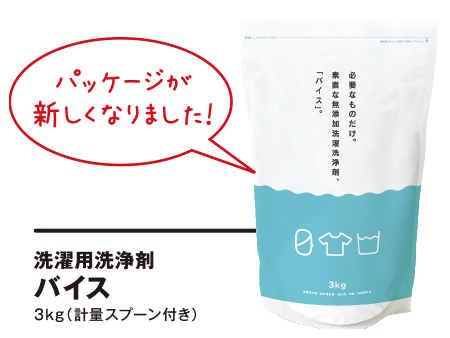 パッケージが
新しくなりました!
必要なものだけ。
素直な無添加洗濯洗浄剤、
「バイス」。
3kg
洗濯用洗浄剤
バイス
3kg(計量スプーン付き)